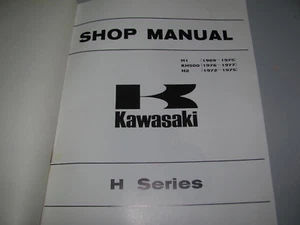 SHOP MANUAL
H1 (1969-1975)
KH500 (1976-1977)
H2 (1972-1975)
Kawasaki
H Series